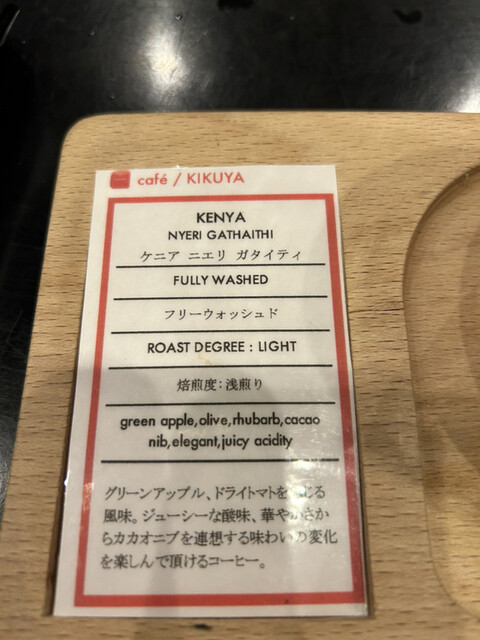 café / KIKUYA
KENYA
NYERI GATHAITHI
ケニア ニエリ ガタイティ
FULLY WASHED
フリーウォッシュド
ROAST DEGREE : LIGHT
焙煎度：浅煎り
green apple,olive,rhubarb,cacao
nib,elegant,juicy acidity
グリーンアップル、ドライトマトを じる
風味。ジューシーな酸味、華やかさか
らカカオニブを連想する味わいの変化
を楽しんで頂けるコーヒー。